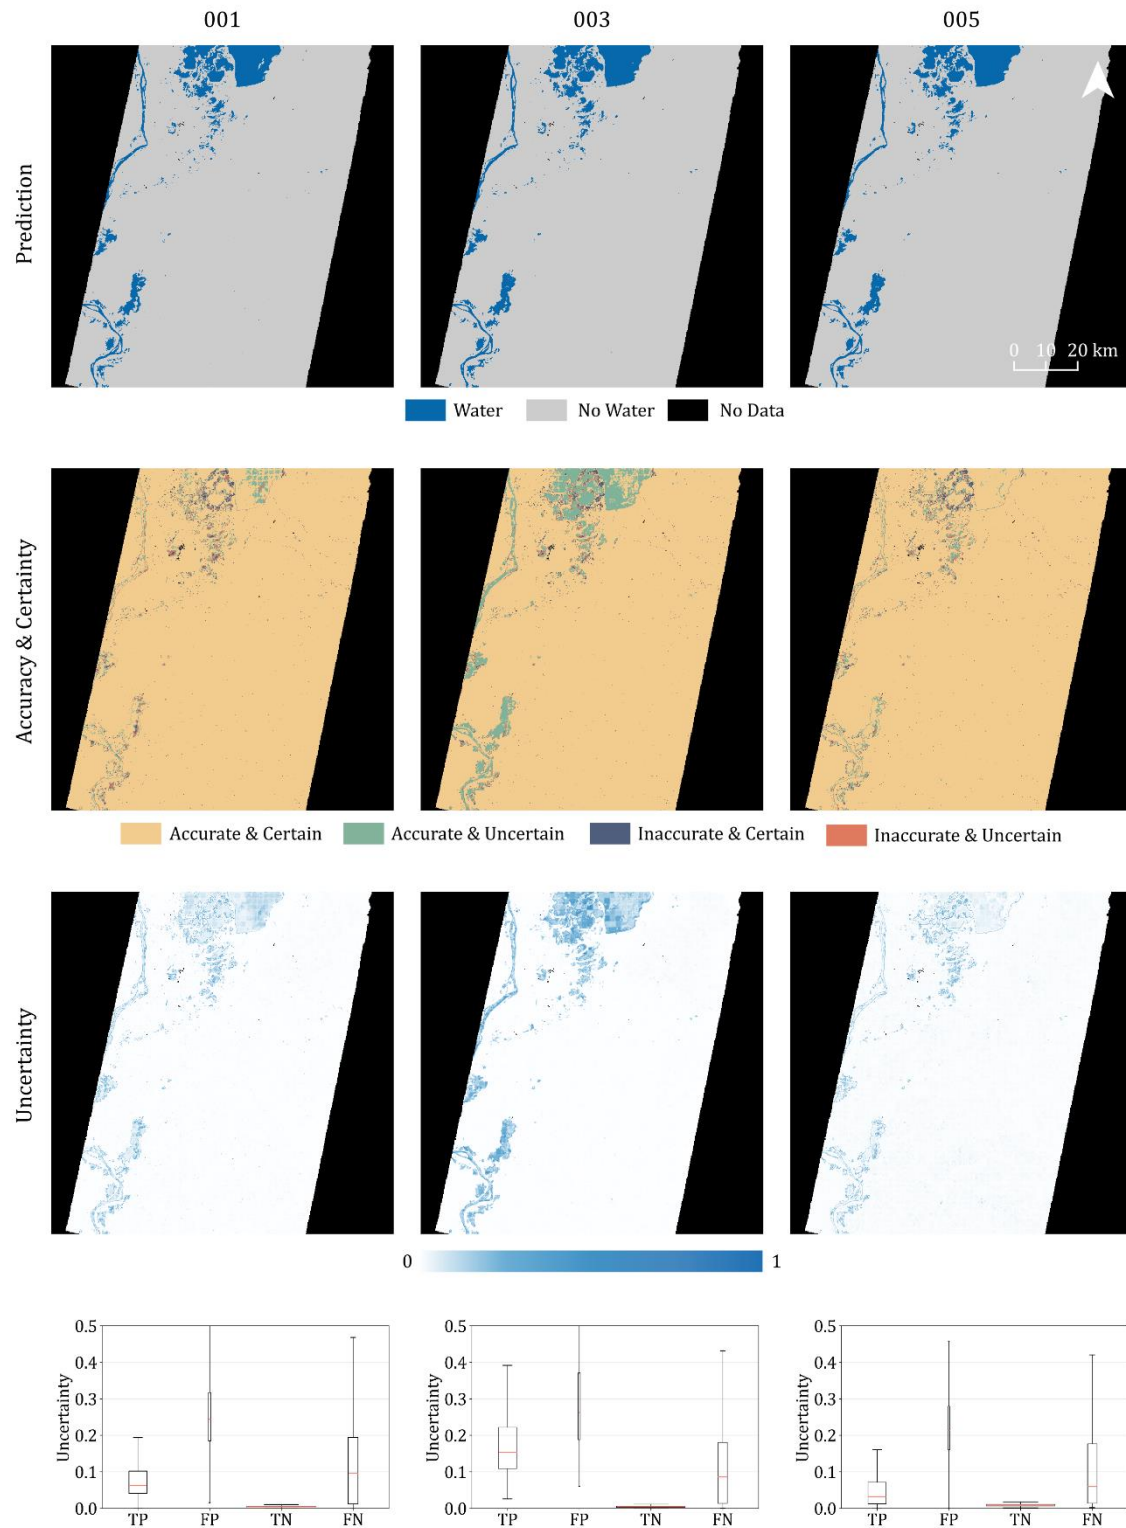 001 003 005
Prediction
0 10 20 km
Water No Water No Data
Accuracy & Certainty
Accurate & Certain Accurate & Uncertain Inaccurate & Certain Inaccurate & Uncertain
Uncertainty
0 1
0.5 0.5 0.5
0.4 0.4 0.4
0.3 0.3 0.3
Uncertainty Uncertainty Uncertainty
0.2 0.2 0.2
0.1 0.1 0.1
0.0 0.0 0.0
TP FP TN FN TP FP TN FN TP FP TN FN